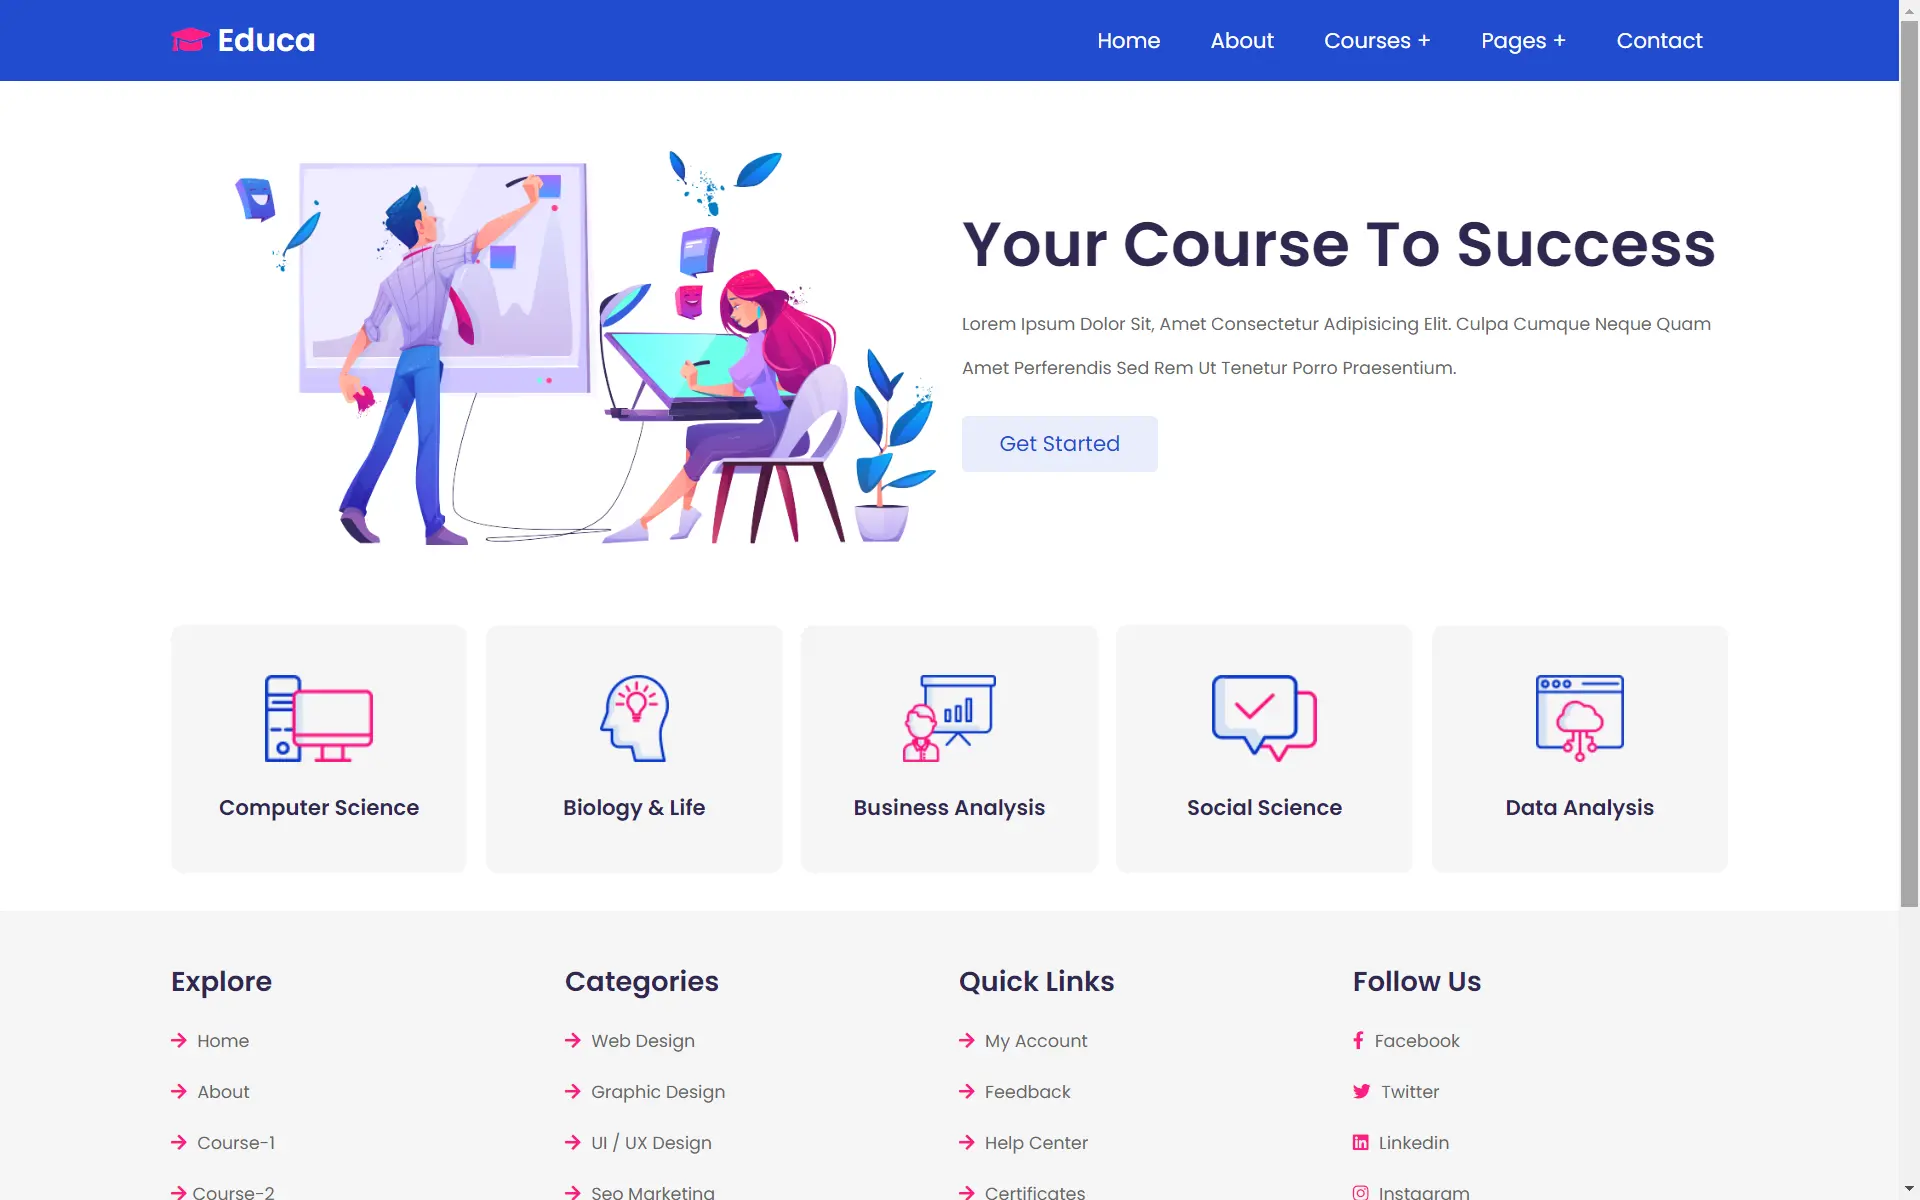 Educa
Home
About
Courses +
Pages +
Contact
Your Course To Success
Lorem Ipsum Dolor Sit, Amet Consectetur Adipisicing Elit. Culpa Cumque Neque Quam
Amet Perferendis Sed Rem Ut Tenetur Porro Praesentium.
Get Started
Computer Science
Biology & Life
Business Analysis
Social Science
Data Analysis
Explore
Home
About
Course-1
Course-2
Categories
Web Design
Graphic Design
UI / UX Design
Seo Marketing
Quick Links
My Account
Feedback
Help Center
Certificates
Follow Us
Facebook
Twitter
Linkedin
Instagram